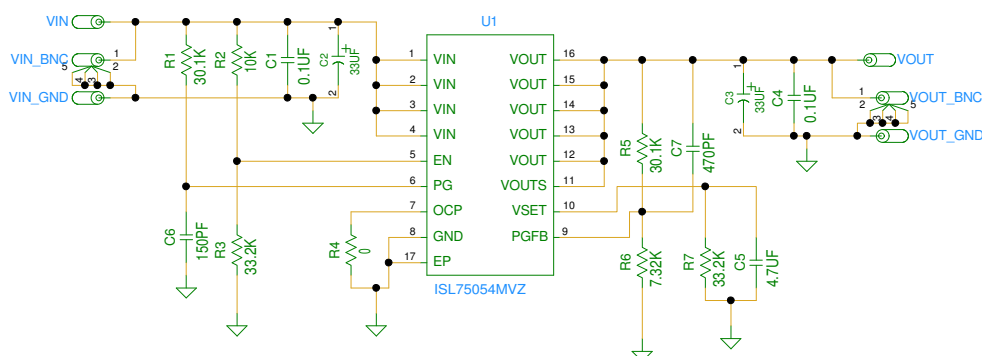 VIN
U1
VIN_BNC
1
2
5
4
3
VIN_GND
R1
30.1K
R2
10K
C1
0.1UF
1
C2
33UF
+
2
1
VIN
2
VIN
3
VIN
4
VIN
5
EN
6
PG
7
OCP
8
GND
17
EP
VOUT
16
VOUT
15
VOUT
14
VOUT
13
VOUT
12
VOUTS
11
VSET
10
PGFB
9
ISL75054MVZ
C6
150PF
R3
33.2K
R4
0
R5
30.1K
C7
470PF
R6
7.32K
R7
33.2K
C5
4.7UF
1
C3
33UF
+
2
C4
0.1UF
VOUT
1
2
VOUT_BNC
5
3
4
VOUT_GND